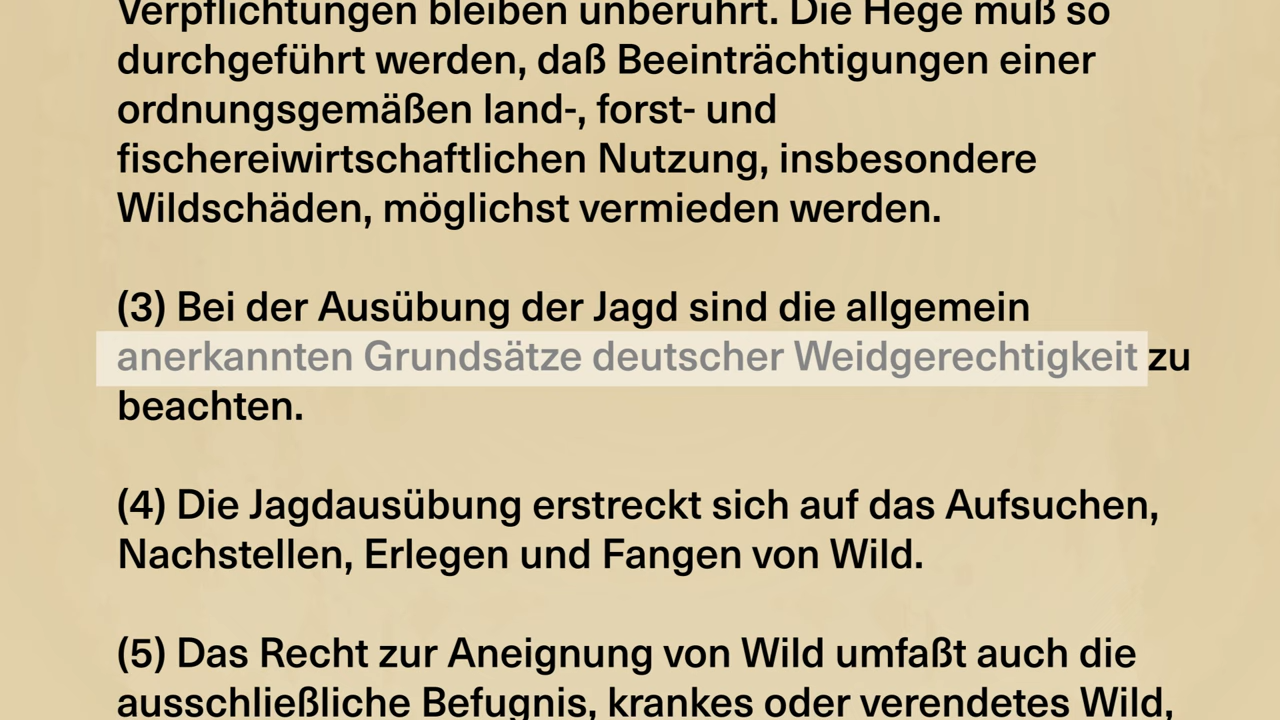 Verpflichtungen bleiben unberührt. Die Hege muß so
durchgeführt werden, daß Beeinträchtigungen einer
ordnungsgemäßen land-, forst- und
fischereiwirtschaftlichen Nutzung, insbesondere
Wildschäden, möglichst vermieden werden.
(3) Bei der Ausübung der Jagd sind die allgemein
anerkannten Grundsätze deutscher Weidgerechtigkeit zu
beachten.
(4) Die Jagdausübung erstreckt sich auf das Aufsuchen,
Nachstellen, Erlegen und Fangen von Wild.
(5) Das Recht zur Aneignung von Wild umfaßt auch die
ausschließliche Befugnis, krankes oder verendetes Wild,